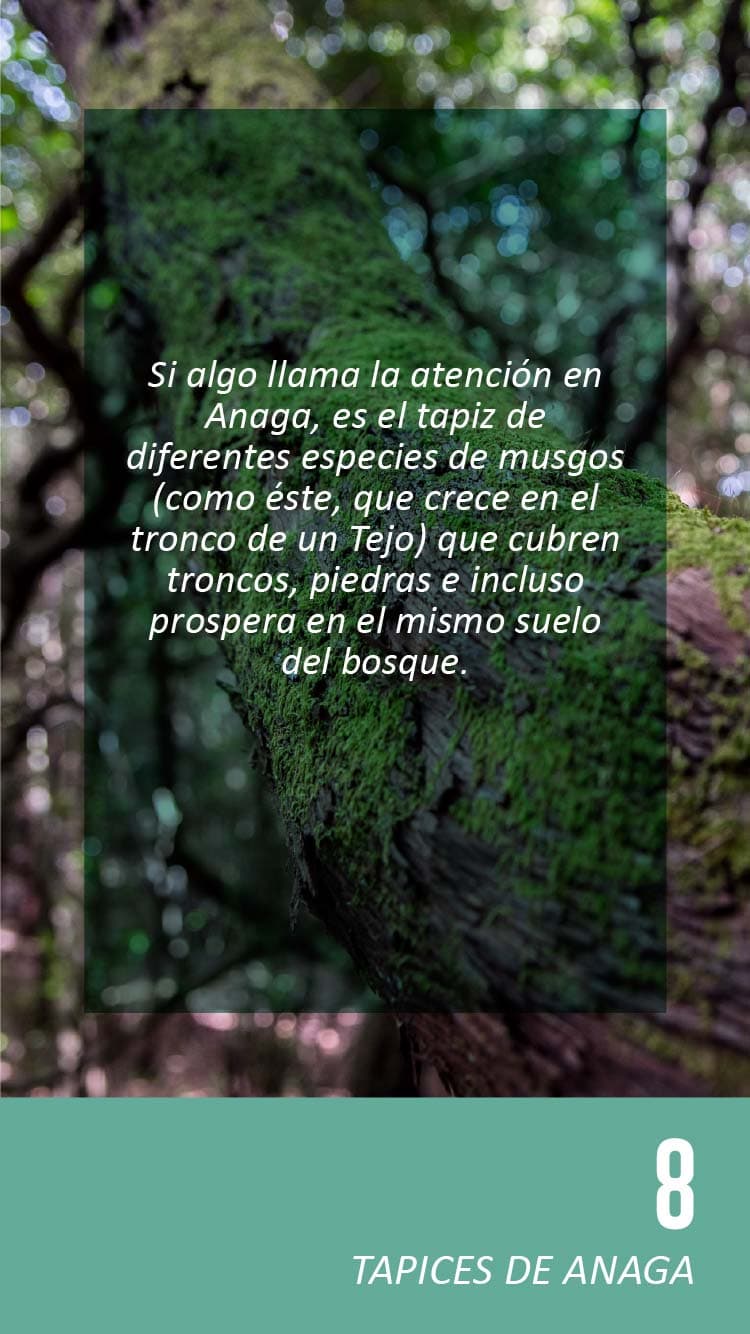 Si algo llama la atención en
Anaga, es el tapiz de
diferentes especies de musgos
(como éste, que crece en el
tronco de un Tejo) que cubren
troncos, piedras e incluso
prospera en el mismo suelo
del bosque.
8
TAPICES DE ANAGA